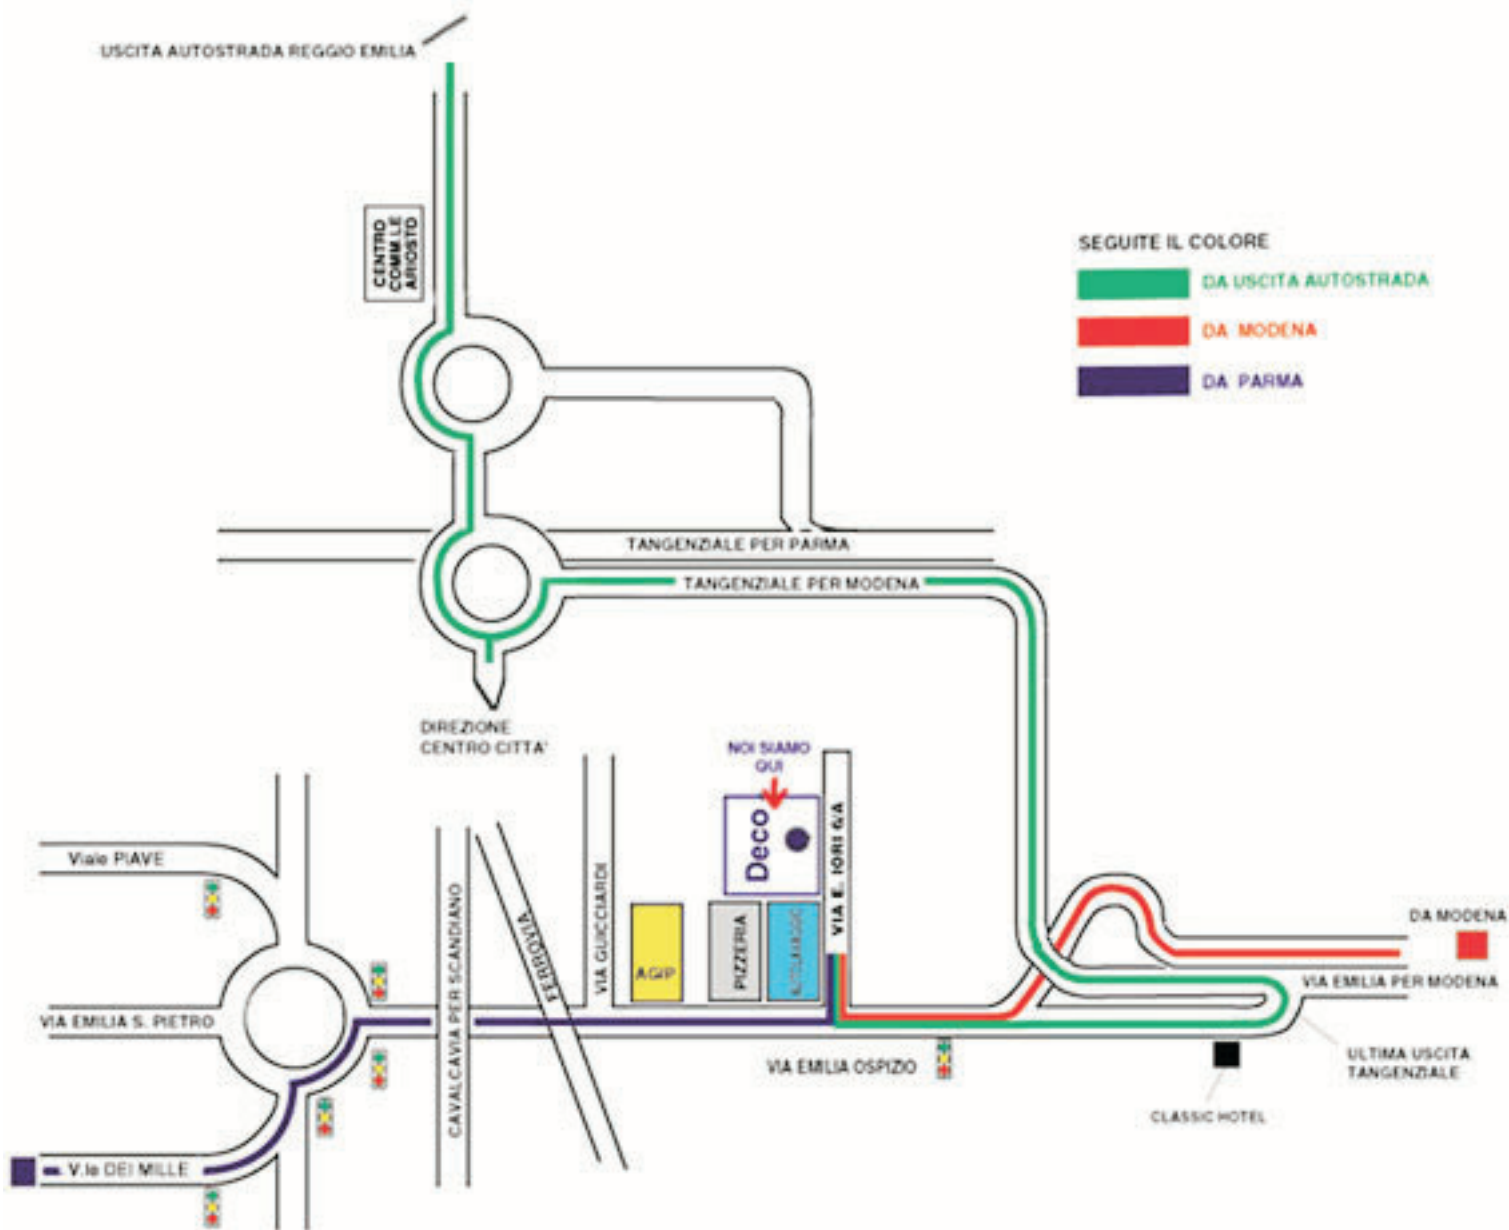 USCITA AUTOSTRADA REGGIO EMILIA
CENTRO
COMM.LE
ARIOSTO
SEGUITE IL COLORE
DA USCITA AUTOSTRADA
DA MODENA
DA PARMA
TANGENZIALE PER PARMA
TANGENZIALE PER MODENA
DIREZIONE
CENTRO CITTA'
NOI SIAMO
QUI
Deco
VIA E. IORI 6/A
Viale PIAVE
VIA GUICCIARDI
AGIP
PIZZERIA
FERROVIA
CAVALCAVIA PER SCANDIANO
DA MODENA
VIA EMILIA PER MODENA
VIA EMILIA S. PIETRO
VIA EMILIA OSPIZIO
ULTIMA USCITA
TANGENZIALE
CLASSIC HOTEL
V.le DEI MILLE